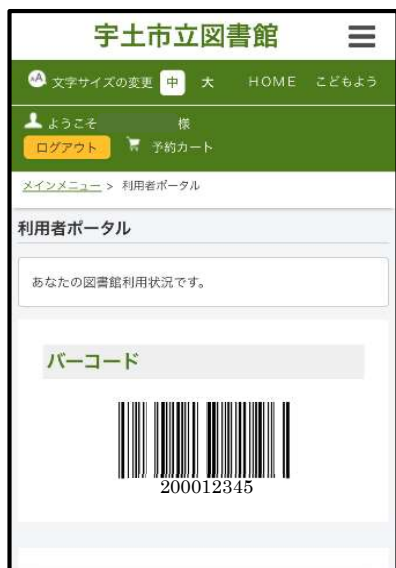 宇土市立図書館
文字サイズの変更 中 大 HOME こどもよう
ようこそ 様
ログアウト 予約カート
メインメニュー > 利用者ポータル
利用者ポータル
あなたの図書館利用状況です。
バーコード
200012345